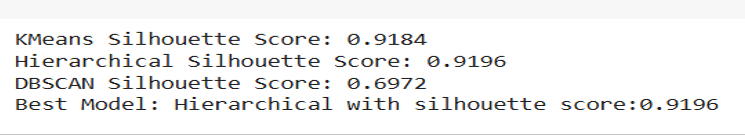 KMeans Silhouette Score: 0.9184
Hierarchical Silhouette Score: 0.9196
DBSCAN Silhouette Score: 0.6972
Best Model: Hierarchical with silhouette score:0.9196